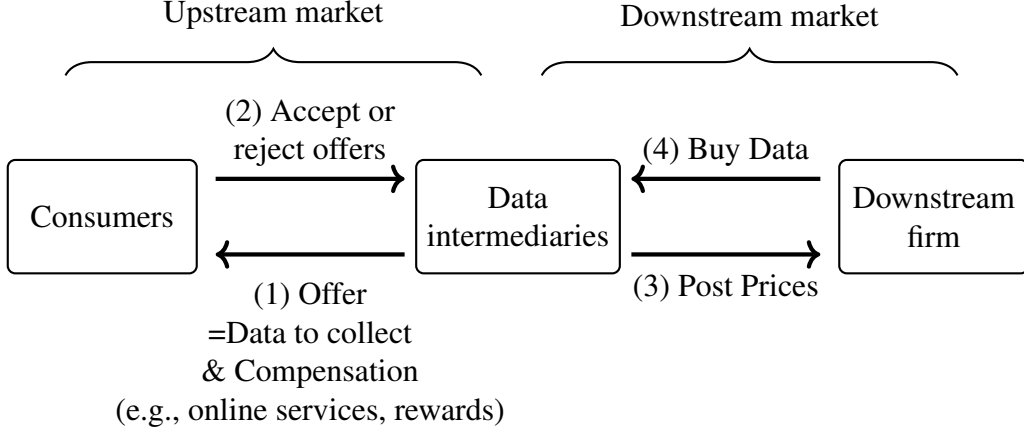 Upstream market
Downstream market
(2) Accept or
reject offers
(4) Buy Data
Consumers
Data
intermediaries
Downstream
firm
(1) Offer
=Data to collect
& Compensation
(e.g., online services, rewards)
(3) Post Prices